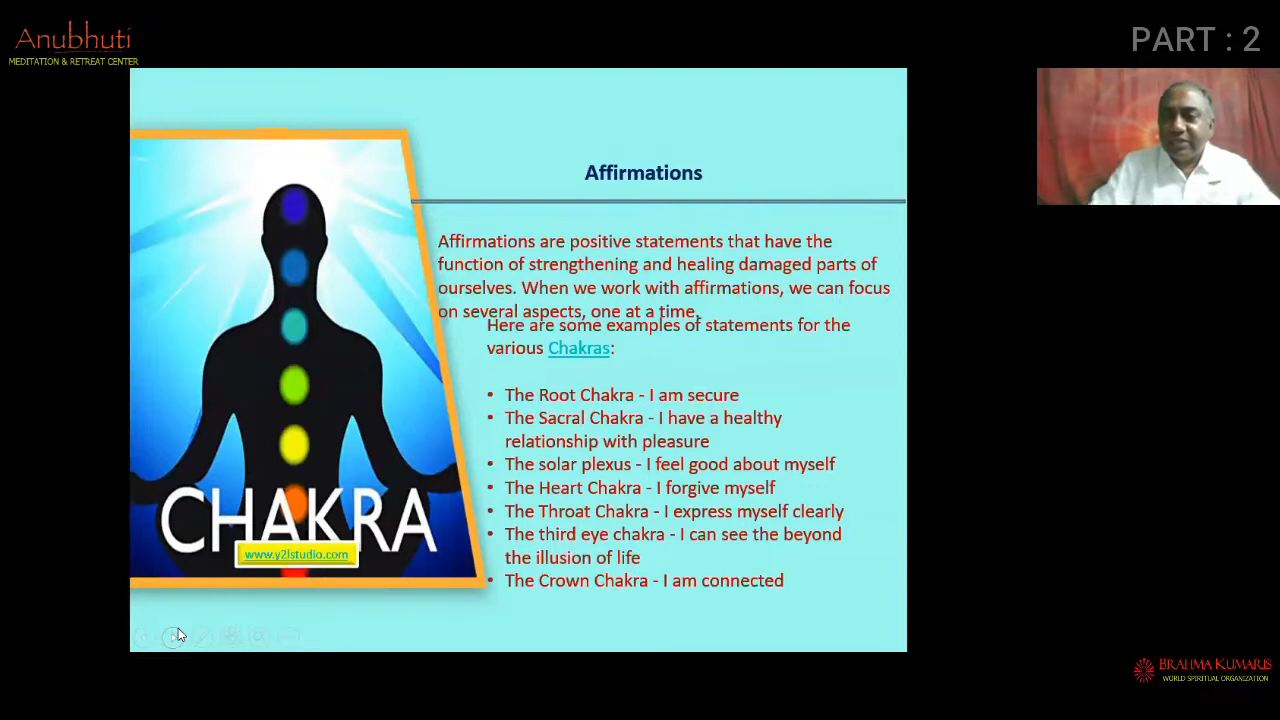 Anubhuti
MEDITATION & RETREAT CENTER
PART : 2
Affirmations
Affirmations are positive statements that have the
function of strengthening and healing damaged parts of
ourselves. When we work with affirmations, we can focus
on several aspects, one at a time.
Here are some examples of statements for the
various Chakras:
• The Root Chakra - I am secure
• The Sacral Chakra - I have a healthy
relationship with pleasure
• The solar plexus - I feel good about myself
• The Heart Chakra - I forgive myself
• The Throat Chakra - I express myself clearly
• The third eye chakra - I can see the beyond
the illusion of life
• The Crown Chakra - I am connected
CHAKRA
www.y2lstudio.com
BRAHMA KUMARIS
WORLD SPIRITUAL ORGANIZATION